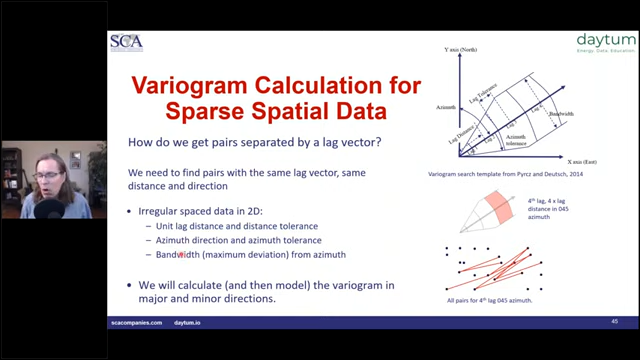 SCA
daytum
Energy. Data. Education.
Variogram Calculation for
Sparse Spatial Data
How do we get pairs separated by a lag vector?
We need to find pairs with the same lag vector, same
distance and direction
• Irregular spaced data in 2D:
– Unit lag distance and distance tolerance
– Azimuth direction and azimuth tolerance
– Bandwidth (maximum deviation) from azimuth
• We will calculate (and then model) the variogram in
major and minor directions.
Y axis (North)
Lag Tolerance
Azimuth
Lag 4
Bandwidth
Lag Distance
Azimuth
tolerance
X axis (East)
Variogram search template from Pyrcz and Deutsch, 2014
4th lag, 4 x lag
distance in 045
azimuth
All pairs for 4th lag 045 azimuth.
scacompanies.com daytum.io
45